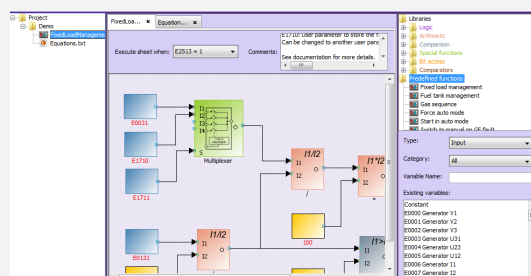 Project
Demo
FixedLoadManageme
Equations.txt
FixedLoa... x
Equation... x
Execute sheet when:
E2513 = 1
Comments:
E1710: User parameter to store the f
Can be changed to another user para
See documentation for more details.
E0031
E1710
E1711
I1
I2
I3
I4
S
O
Multiplexer
I1/I2
I1
I2
O
/
I1*I2
I1
I2
O
*
100
E0131
I1/I2
I1
I2
O
/
I1>I
I1
I2
O
Libraries
Logic
Arithmetic
Comparison
Special functions
Bit access
Comparators
Predefined functions
Fixed load management
Fuel tank management
Gas sequence
Force auto mode
Start in auto mode
Switch to manual on GE fault
Type:
Input
Category:
All
Variable Name:
Existing variables:
Constant
E0000 Generator V1
E0001 Generator V2
E0002 Generator V3
E0003 Generator U31
E0004 Generator U23
E0005 Generator U12
E0006 Generator I1
E0007 Generator I2